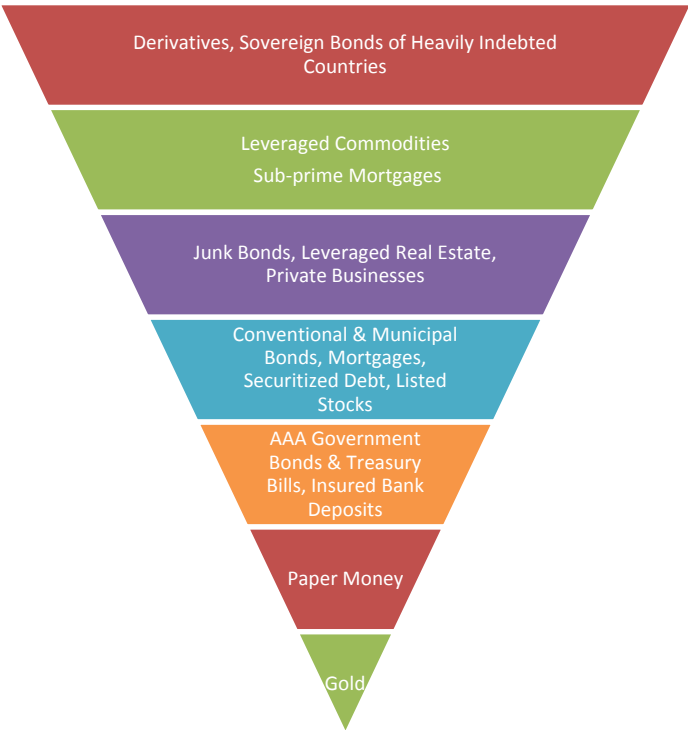 Derivatives, Sovereign Bonds of Heavily Indebted
Countries
Leveraged Commodities
Sub-prime Mortgages
Junk Bonds, Leveraged Real Estate,
Private Businesses
Conventional & Municipal
Bonds, Mortgages,
Securitized Debt, Listed
Stocks
AAA Government
Bonds & Treasury
Bills, Insured Bank
Deposits
Paper Money
Gold